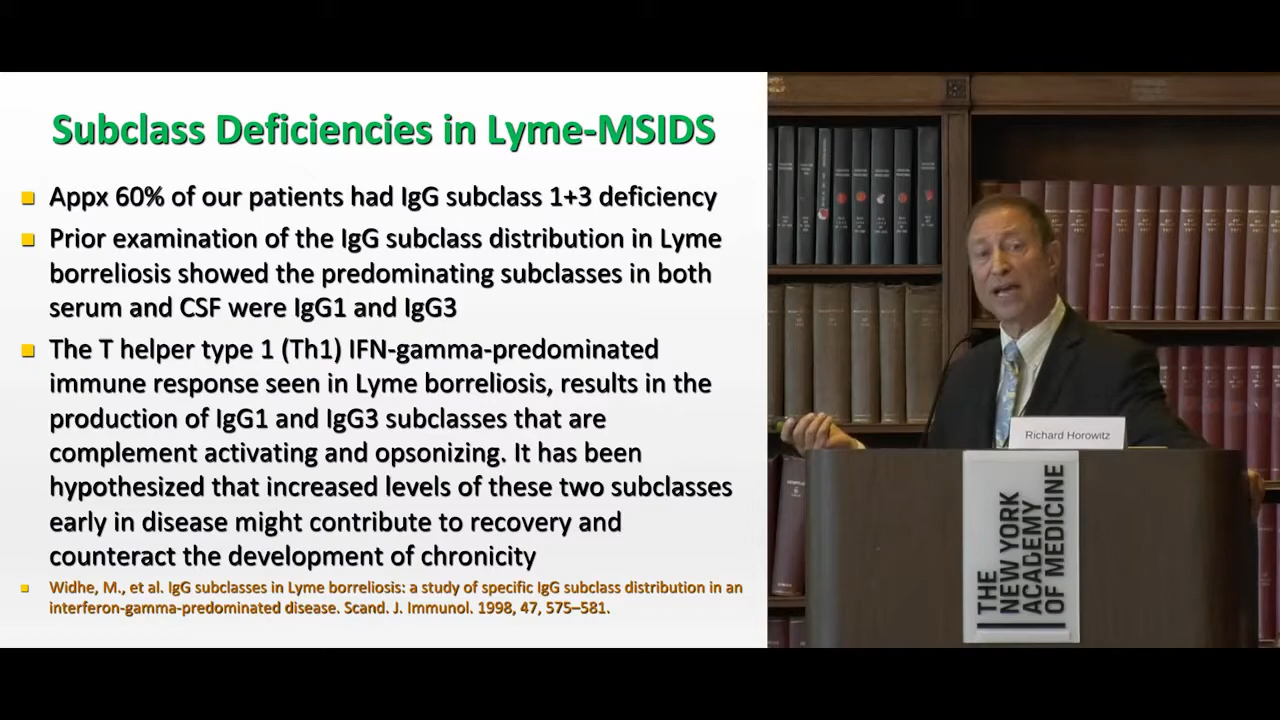 Subclass Deficiencies in Lyme-MSIDS
Appx 60% of our patients had IgG subclass 1+3 deficiency
Prior examination of the IgG subclass distribution in Lyme
borreliosis showed the predominating subclasses in both
serum and CSF were IgG1 and IgG3
The T helper type 1 (Th1) IFN-gamma-predominated
immune response seen in Lyme borreliosis, results in the
production of IgG1 and IgG3 subclasses that are
complement activating and opsonizing. It has been
hypothesized that increased levels of these two subclasses
early in disease might contribute to recovery and
counteract the development of chronicity
Widhe, M., et al. IgG subclasses in Lyme borreliosis: a study of specific IgG subclass distribution in an
interferon-gamma-predominated disease. Scand. J. Immunol. 1998, 47, 575–581.
Richard Horowitz
THE
NEW YORK
ACADEMY
OF MEDICINE